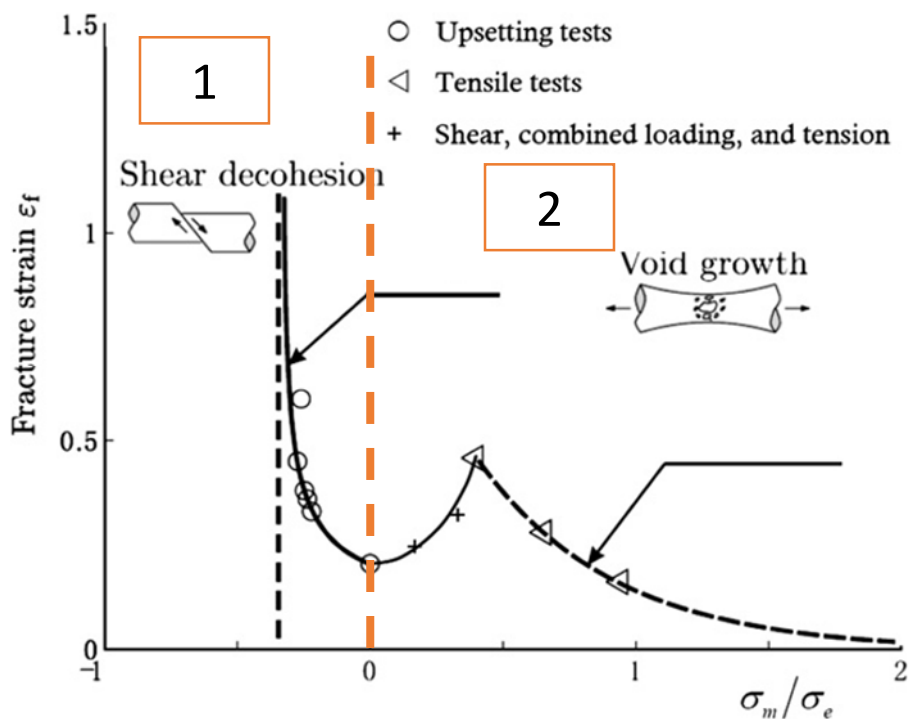 1.5
1
Upsetting tests
Tensile tests
Shear, combined loading, and tension
Shear decohesion
2
1
Void growth
Fracture strain εf
0.5
0
-1
0
1
2
σm/σe